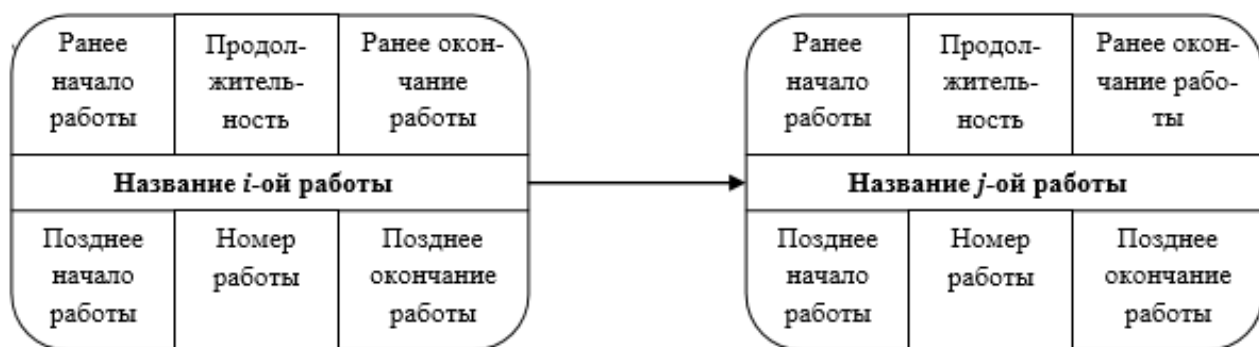 Ранее
начало
работы
Продол-
житель-
ность
Ранее окон-
чание
работы
Название i-ой работы
Позднее
начало
работы
Номер
работы
Позднее
окончание
работы
Ранее
начало
работы
Продол-
житель-
ность
Ранее окон-
чание рабо-
ты
Название j-ой работы
Позднее
начало
работы
Номер
работы
Позднее
окончание
работы